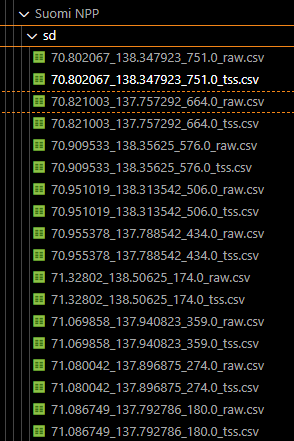 Suomi NPP
sd
70.802067_138.347923_751.0_raw.csv
70.802067_138.347923_751.0_tss.csv
70.821003_137.757292_664.0_raw.csv
70.821003_137.757292_664.0_tss.csv
70.909533_138.35625_576.0_raw.csv
70.909533_138.35625_576.0_tss.csv
70.951019_138.313542_506.0_raw.csv
70.951019_138.313542_506.0_tss.csv
70.955378_137.788542_434.0_raw.csv
70.955378_137.788542_434.0_tss.csv
71.32802_138.50625_174.0_raw.csv
71.32802_138.50625_174.0_tss.csv
71.069858_137.940823_359.0_raw.csv
71.069858_137.940823_359.0_tss.csv
71.080042_137.896875_274.0_raw.csv
71.080042_137.896875_274.0_tss.csv
71.086749_137.792786_180.0_raw.csv
71.086749_137.792786_180.0_tss.csv